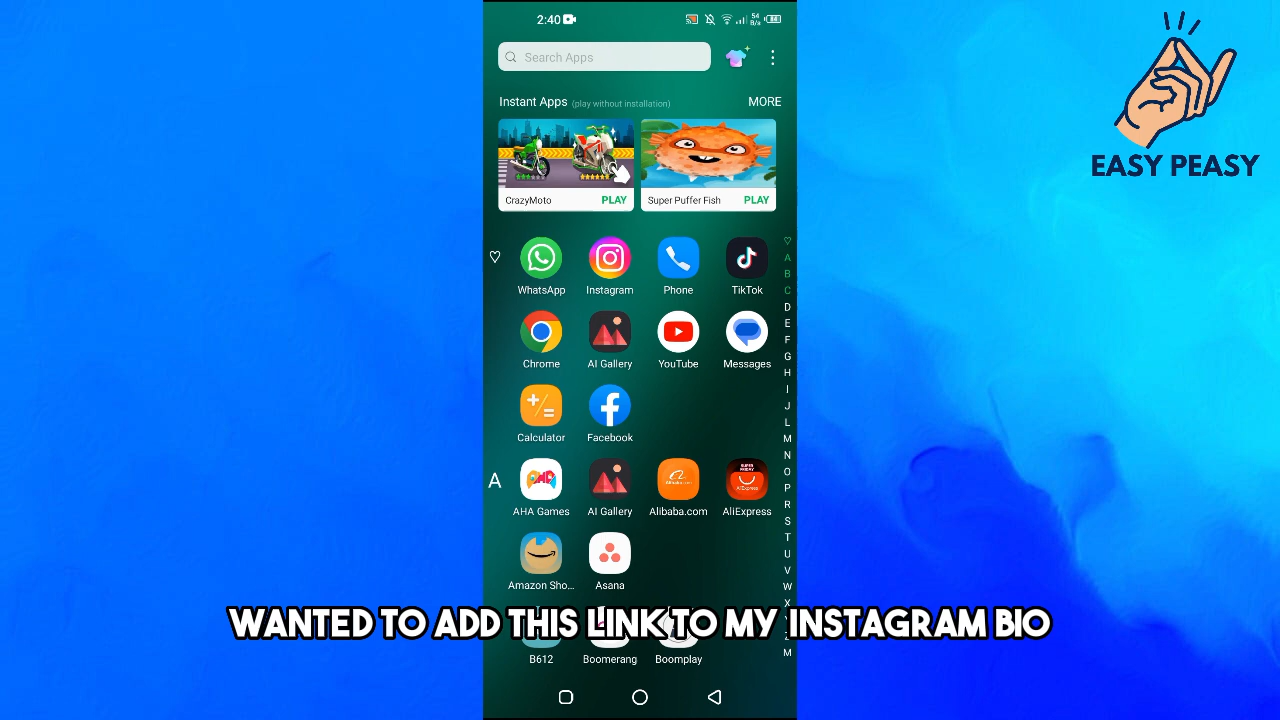 2:40
54
B/s
EASY PEASY
Search Apps
Instant Apps (play without installation)
MORE
CrazyMoto PLAY
Super Puffer Fish PLAY
WhatsApp Instagram Phone TikTok
Chrome AI Gallery YouTube Messages
Calculator Facebook
A
AHA Games AI Gallery Alibaba.com AliExpress
Amazon Sho... Asana
WANTED TO ADD THIS LINK TO MY INSTAGRAM BIO
B612 Boomerang Boomplay
A
B
C
D
E
F
G
H
I
J
L
M
N
O
P
R
S
T
U
V
W
X
M